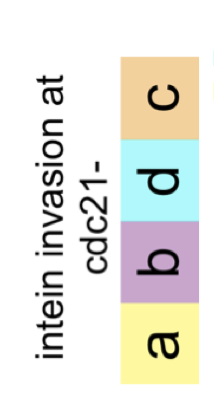 intein invasion at
cdc21-
a b d c